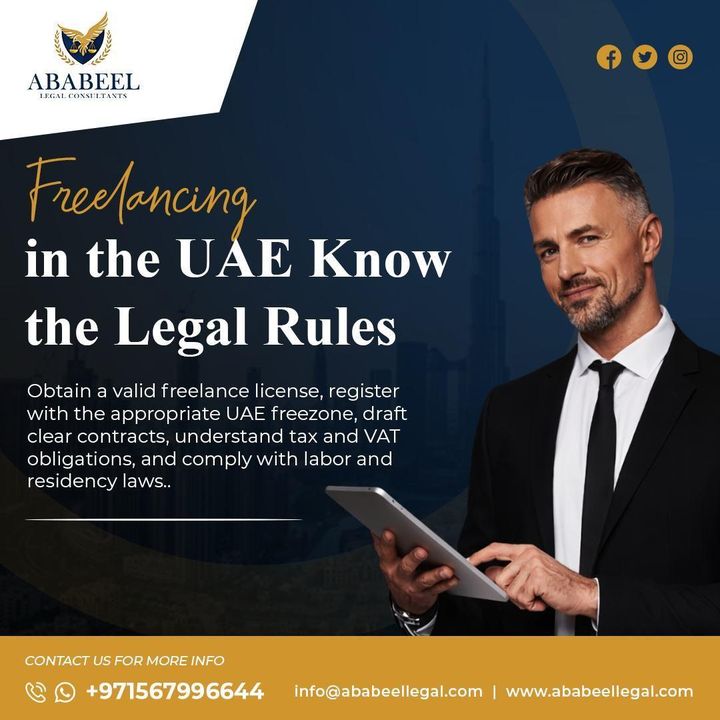 ABABEEL
LEGAL CONSULTANTS
Freelancing
in the UAE Know
the Legal Rules
Obtain a valid freelance license, register
with the appropriate UAE freezone, draft
clear contracts, understand tax and VAT
obligations, and comply with labor and
residency laws..
CONTACT US FOR MORE INFO
+971567996644
info@ababeellegal.com | www.ababeellegal.com